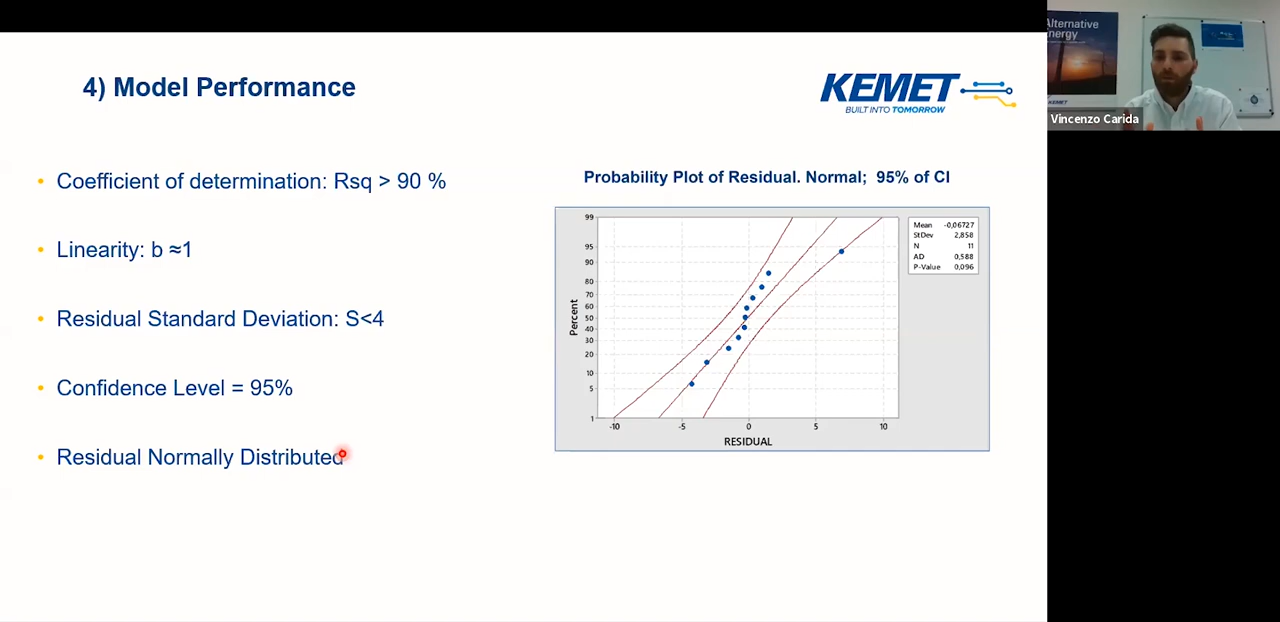 4) Model Performance
KEMET
BUILT INTO TOMORROW
• Coefficient of determination: Rsq > 90 %
• Linearity: b ≈1
• Residual Standard Deviation: S<4
• Confidence Level = 95%
• Residual Normally Distributed
Probability Plot of Residual. Normal; 95% of CI
Percent
99
95
90
80
70
60
50
40
30
20
10
5
1
-10 -5 0 5 10
RESIDUAL
Mean -0,06727
StDev 2,858
N 11
AD 0,588
P-Value 0,096
Alternative
Energy
KEMET
Vincenzo Carida